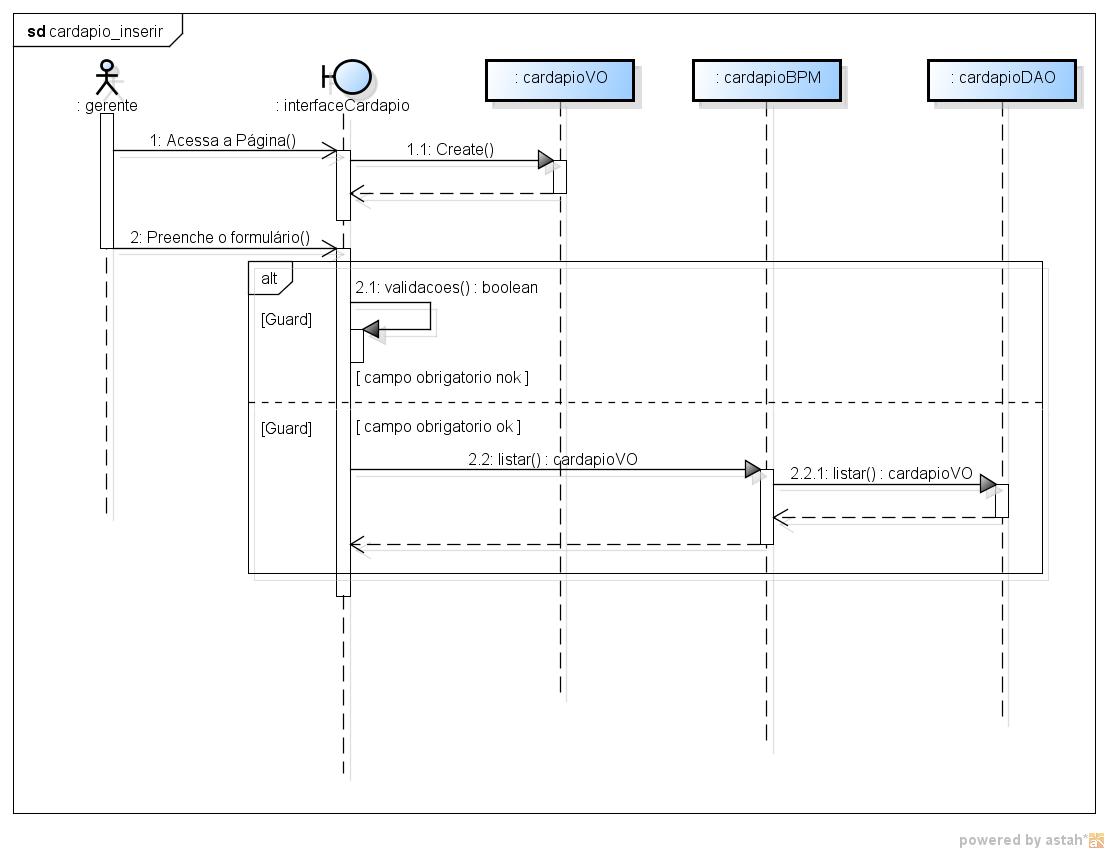 sd cardapio_inserir
: gerente
: interfaceCardapio
: cardapioVO
: cardapioBPM
: cardapioDAO
1: Acessa a Página()
1.1: Create()
2: Preenche o formulário()
alt
2.1: validacoes() : boolean
[Guard]
[ campo obrigatorio nok ]
[Guard]
[ campo obrigatorio ok ]
2.2: listar() : cardapioVO
2.2.1: listar() : cardapioVO
powered by astah*